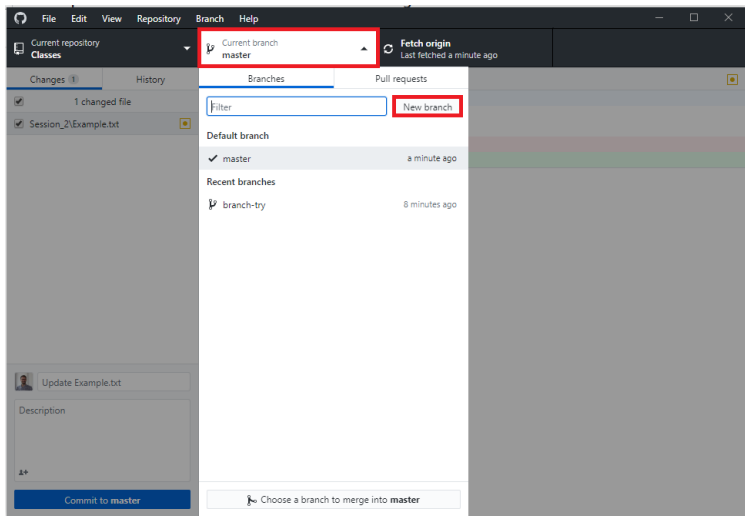 File Edit View Repository Branch Help
Current repository
Classes
Current branch
master
Fetch origin
Last fetched a minute ago
Changes 1 History
Branches Pull requests
1 changed file
Filter New branch
Session_2\Example.txt
Default branch
master a minute ago
Recent branches
branch-try 8 minutes ago
Update Example.txt
Description
Commit to master
Choose a branch to merge into master